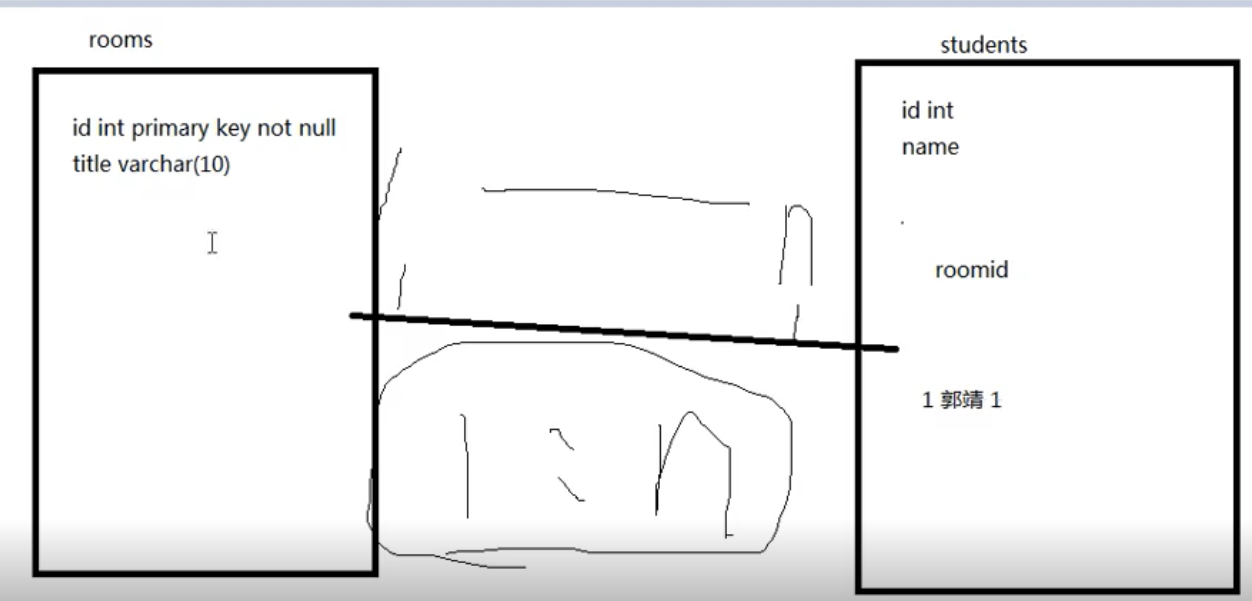 rooms
id int primary key not null
title varchar(10)
1 : n
students
id int
name
roomid
1 郭靖 1